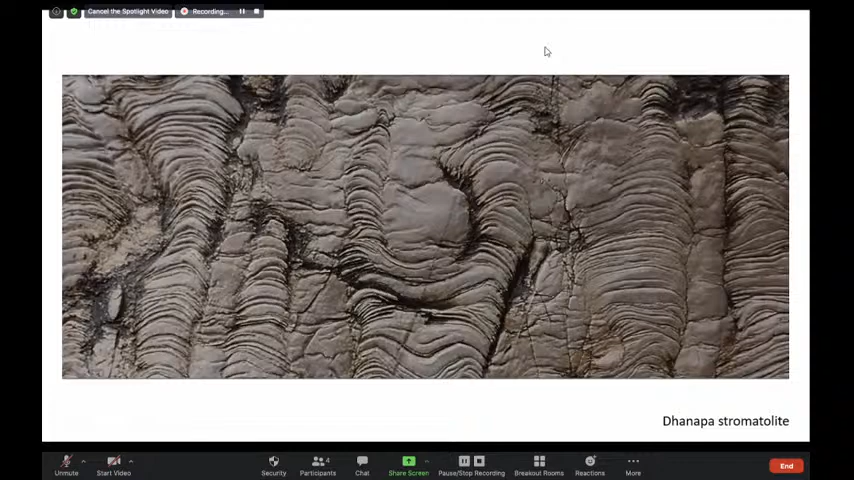 Cancel the Spotlight Video
Recording...
Dhanapa stromatolite
Unmute
Start Video
Security
Participants
4
Chat
Share Screen
Pause/Stop Recording
Breakout Rooms
Reactions
More
End